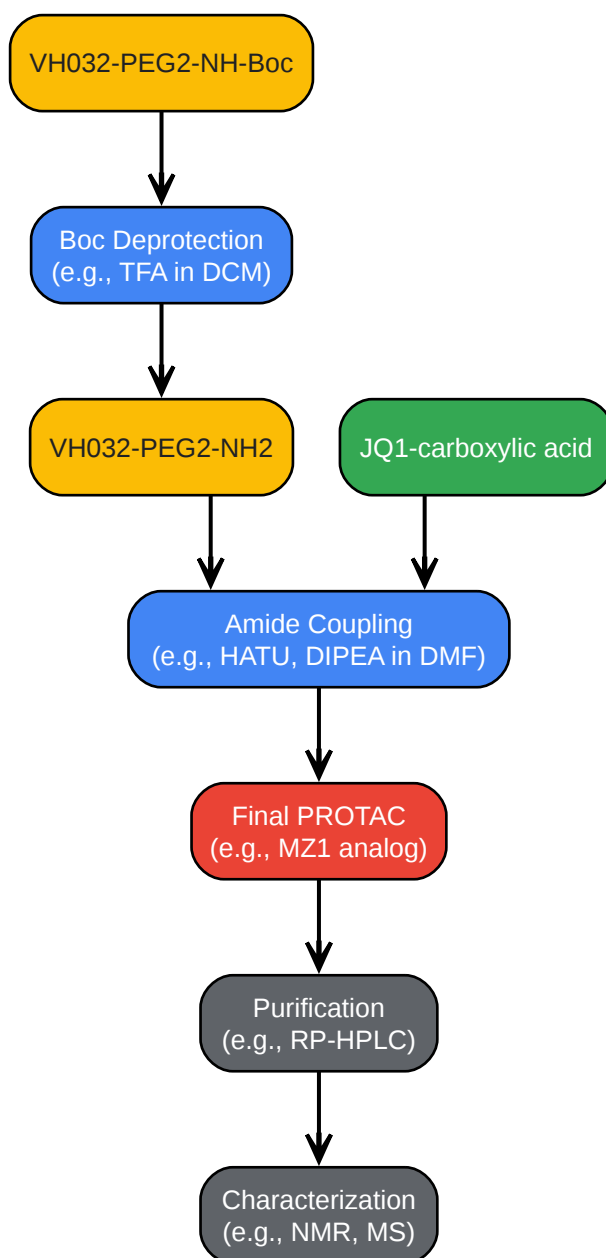 VH032-PEG2-NH-Boc
Boc Deprotection
(e.g., TFA in DCM)
VH032-PEG2-NH2
JQ1-carboxylic acid
Amide Coupling
(e.g., HATU, DIPEA in DMF)
Final PROTAC
(e.g., MZ1 analog)
Purification
(e.g., RP-HPLC)
Characterization
(e.g., NMR, MS)